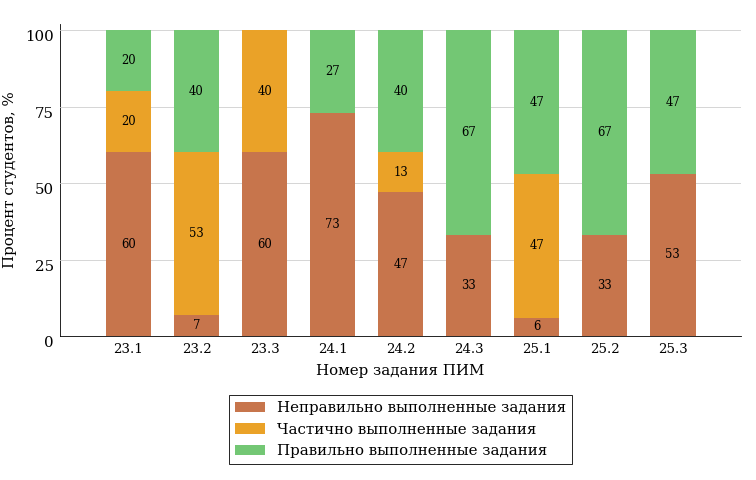 Процент студентов, %
100
75
50
25
0
20 40 40 27 40 67 47 67 47
20 53 13 47
60 7 60 73 47 33 6 33 53
23.1 23.2 23.3 24.1 24.2 24.3 25.1 25.2 25.3
Номер задания ПИМ
Неправильно выполненные задания
Частично выполненные задания
Правильно выполненные задания